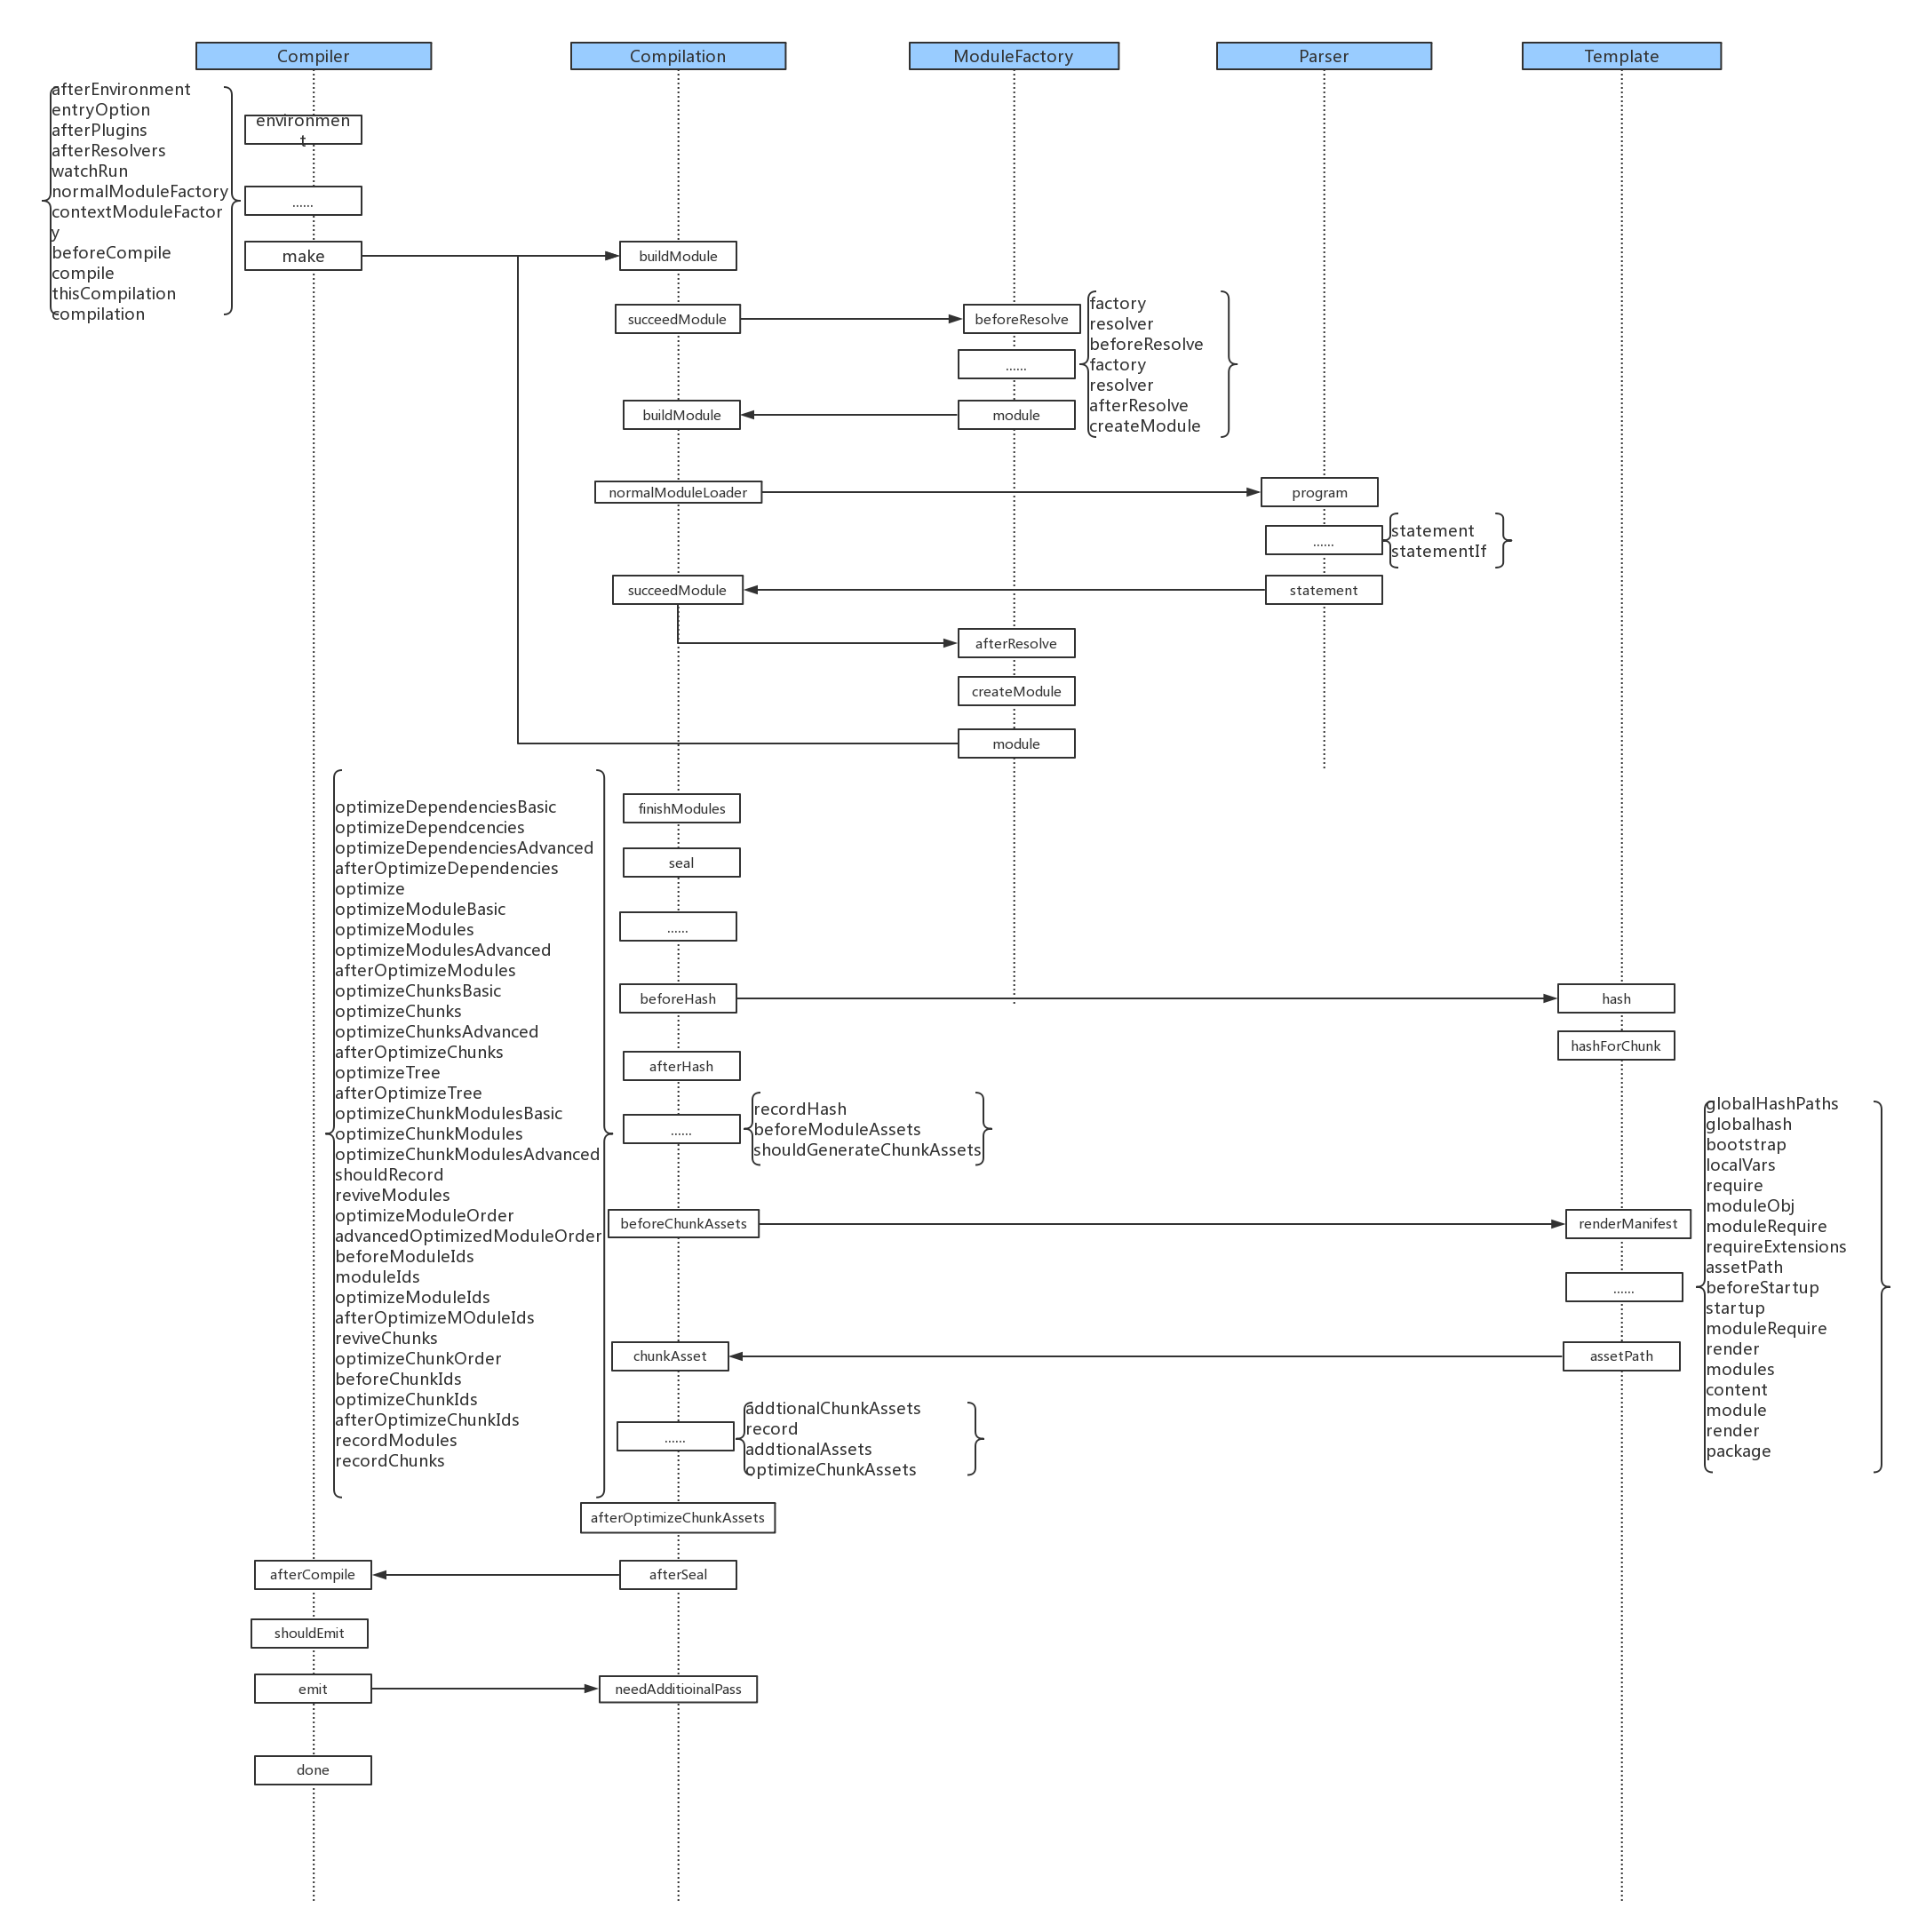 Compiler
Compilation
ModuleFactory
Parser
Template
afterEnvironment
entryOption
afterPlugins
afterResolvers
watchRun
normalModuleFactory
contextModuleFactor
y
beforeCompile
compile
thisCompilation
compilation
environmen
t
......
make
buildModule
succeedModule
beforeResolve
......
buildModule
module
factory
resolver
beforeResolve
factory
resolver
afterResolve
createModule
normalModuleLoader
program
......
statement
statementIf
succeedModule
statement
afterResolve
createModule
module
optimizeDependenciesBasic
optimizeDependcencies
optimizeDependenciesAdvanced
afterOptimizeDependencies
optimize
optimizeModuleBasic
optimizeModules
optimizeModulesAdvanced
afterOptimizeModules
optimizeChunksBasic
optimizeChunks
optimizeChunksAdvanced
afterOptimizeChunks
optimizeTree
afterOptimizeTree
optimizeChunkModulesBasic
optimizeChunkModules
optimizeChunkModulesAdvanced
shouldRecord
reviveModules
optimizeModuleOrder
advancedOptimizedModuleOrder
beforeModuleIds
moduleIds
optimizeModuleIds
afterOptimizeMOduleIds
reviveChunks
optimizeChunkOrder
beforeChunkIds
optimizeChunkIds
afterOptimizeChunkIds
recordModules
recordChunks
finishModules
seal
......
beforeHash
hash
hashForChunk
afterHash
......
recordHash
beforeModuleAssets
shouldGenerateChunkAssets
beforeChunkAssets
renderManifest
......
globalHashPaths
globalhash
bootstrap
localVars
require
moduleObj
moduleRequire
requireExtensions
assetPath
beforeStartup
startup
moduleRequire
render
modules
content
module
render
package
chunkAsset
assetPath
......
addtionalChunkAssets
record
addtionalAssets
optimizeChunkAssets
afterOptimizeChunkAssets
afterCompile
afterSeal
shouldEmit
emit
needAdditioinalPass
done